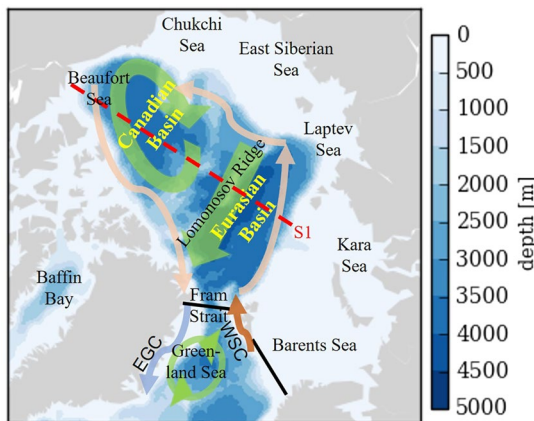 Chukchi
Sea
East Siberian
Sea
Beaufort
Sea
Canadian
Basin
Laptev
Sea
Lomonosov Ridge
Eurasian
Basin
S1
Kara
Sea
Baffin
Bay
Fram
Strait
EGC
WSC
Green-
land Sea
Barents Sea
0
500
1000
1500
2000
2500
3000
3500
4000
4500
5000
depth [m]